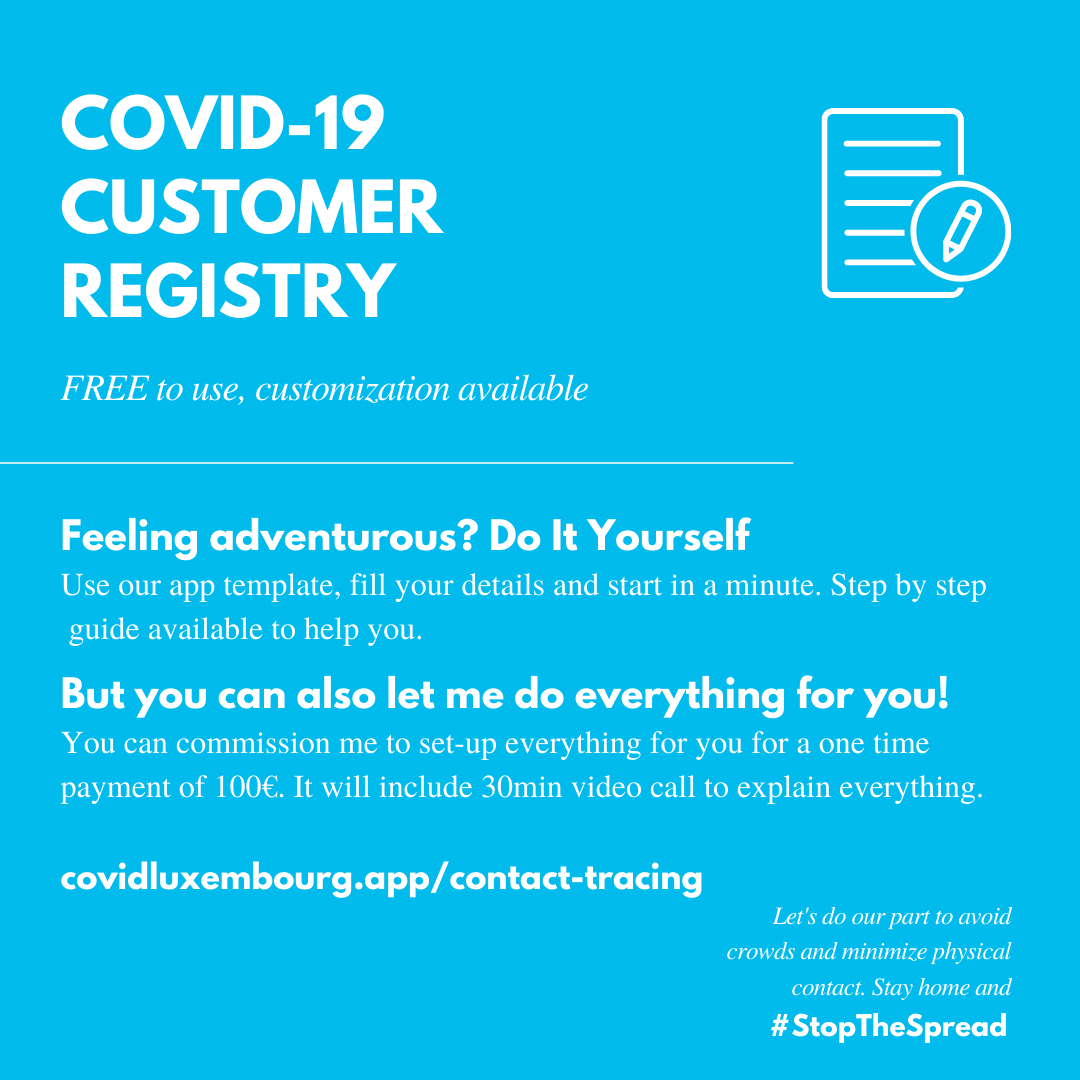 COVID-19
CUSTOMER
REGISTRY
FREE to use, customization available
Feeling adventurous? Do It Yourself
Use our app template, fill your details and start in a minute. Step by step
guide available to help you.
But you can also let me do everything for you!
You can commission me to set-up everything for you for a one time
payment of 100€. It will include 30min video call to explain everything.
covidluxembourg.app/contact-tracing
Let's do our part to avoid
crowds and minimize physical
contact. Stay home and
#StopTheSpread